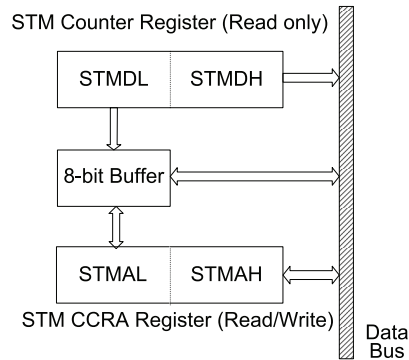 STM Counter Register (Read only)
STMDL STMDH
8-bit Buffer
STMAL STMAH
STM CCRA Register (Read/Write)
Data
Bus